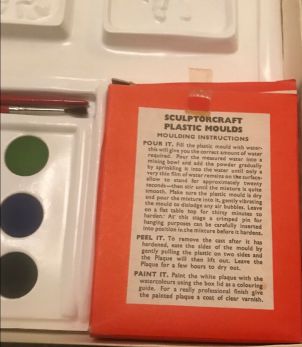 SCULPTORCRAFT
PLASTIC MOULDS
MOULDING INSTRUCTIONS
POUR IT. Fill the plastic mould with water-
this will give you the correct amount of water
required. Pour the measured water into a
mixing bowl and add the powder gradually
by sprinkling it into the water until only a
very thin film of water remains on the surface-
allow to stand for approximately twenty
seconds—then stir until the mixture is quite
smooth. Make sure the plastic mould is dry
and pour the mixture into it, gently vibrating
the mould to dislodge any air bubbles. Leave
on a flat table top for thirty minutes to
harden. At this stage a crimped pin for
hanging purposes can be carefully inserted
into position in the mixture before it hardens.
PEEL IT. To remove the cast after it has
hardened, ease the sides of the mould by
gently pulling the plastic on two sides and
the Plaque will then lift out. Leave the
Plaque for a few hours to dry out.
PAINT IT. Paint the white plaque with the
watercolours using the box lid as a colouring
guide. For a really professional finish give
the painted plaque a coat of clear varnish.